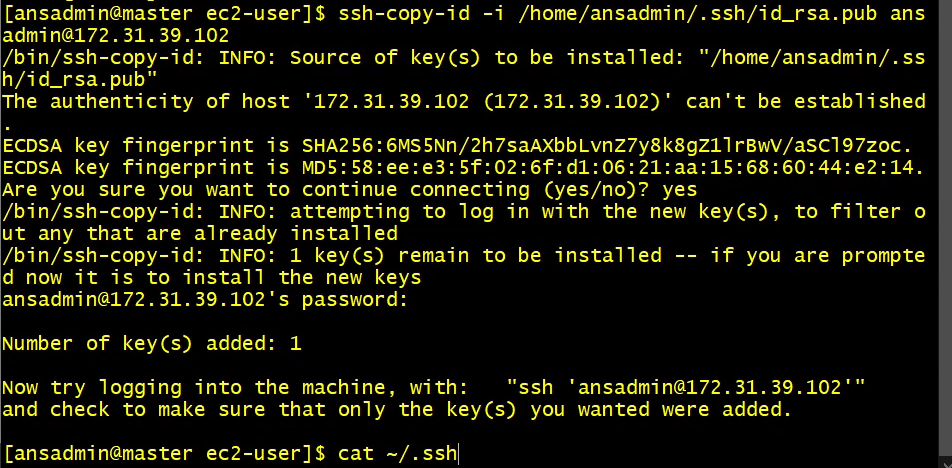 [ansadmin@master ec2-user]$ ssh-copy-id -i /home/ansadmin/.ssh/id_rsa.pub ans
admin@172.31.39.102
/bin/ssh-copy-id: INFO: Source of key(s) to be installed: "/home/ansadmin/.ss
h/id_rsa.pub"
The authenticity of host '172.31.39.102 (172.31.39.102)' can't be established
.
ECDSA key fingerprint is SHA256:6MS5Nn/2h7saAXbbLvnZ7y8k8gZ1lrBwV/aSCl97zoc.
ECDSA key fingerprint is MD5:58:ee:e3:5f:02:6f:d1:06:21:aa:15:68:60:44:e2:14.
Are you sure you want to continue connecting (yes/no)? yes
/bin/ssh-copy-id: INFO: attempting to log in with the new key(s), to filter o
ut any that are already installed
/bin/ssh-copy-id: INFO: 1 key(s) remain to be installed -- if you are prompte
d now it is to install the new keys
ansadmin@172.31.39.102's password:
Number of key(s) added: 1
Now try logging into the machine, with:   "ssh 'ansadmin@172.31.39.102'"
and check to make sure that only the key(s) you wanted were added.
[ansadmin@master ec2-user]$ cat ~/.ssh